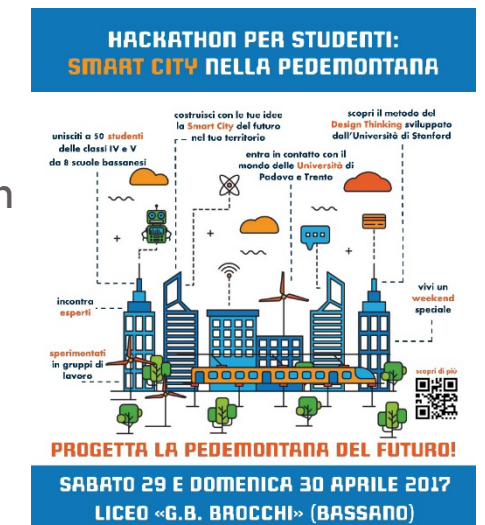 HACKATHON PER STUDENTI:
SMART CITY NELLA PEDEMONTANA
unisciti a 50 studenti
delle classi IV e V
da 8 scuole bassanesi
costruisci con le tue idee
la Smart City del futuro
nel tuo territorio
entra in contatto con il
mondo delle Università di
Padova e Trento
scopri il metodo del
Design Thinking sviluppato
dall'Università di Stanford
n
incontra
esperti
sperimentati
in gruppi di
lavoro
vivi un
weekend
speciale
scopri di più
PROGETTA LA PEDEMONTANA DEL FUTURO!
SABATO 29 E DOMENICA 30 APRILE 2017
LICEO «G.B. BROCCHI» (BASSANO)